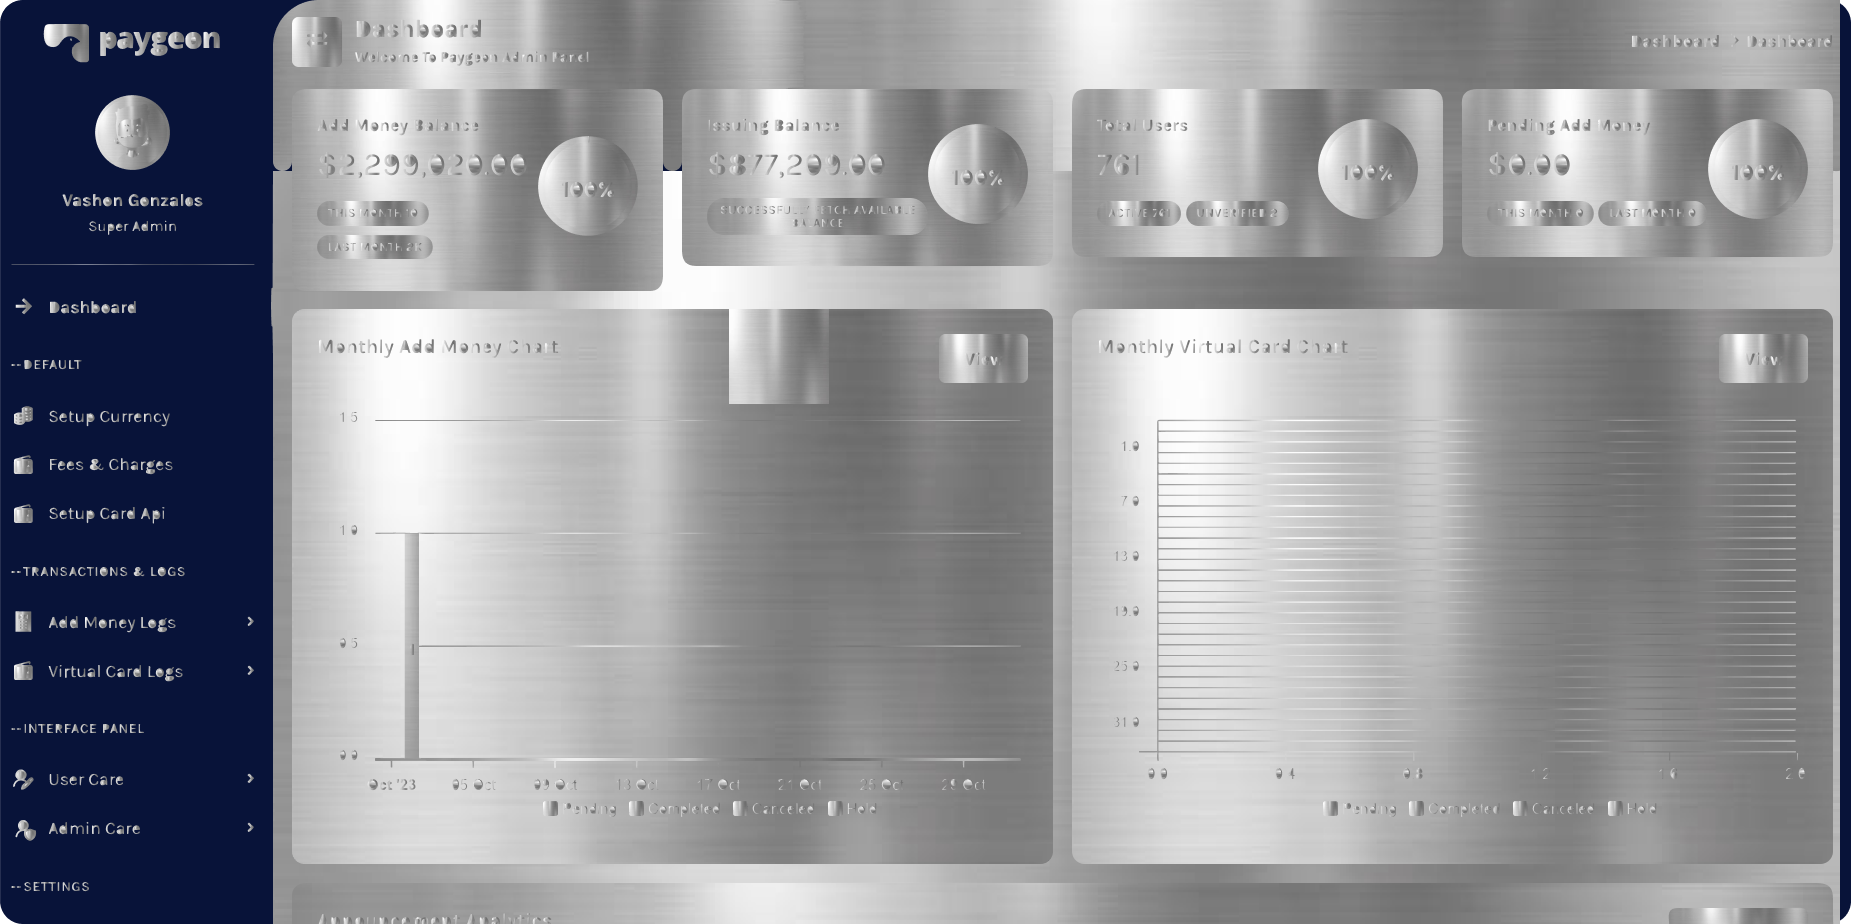 paygeon
Vashon Gonzales
Super Admin
Dashboard
--DEFAULT
Setup Currency
Fees & Charges
Setup Card Api
--TRANSACTIONS & LOGS
Add Money Logs
Virtual Card Logs
--INTERFACE PANEL
User Care
Admin Care
--SETTINGS
Dashboard
Welcome To Paygeon Admin Panel
Dashboard > Dashboard
Add Money Balance
$2,299,020.00
100%
THIS MONTH
LAST MONTH
Issuing Balance
$877,209.00
100%
SUCCESSFULLY FETCH AVAILABLE
BALANCE
Total Users
761
100%
ACTIVE 761
UNVERIFIED 2
Pending Add Money
$0.00
100%
THIS MONTH 0
LAST MONTH 0
Monthly Add Money Chart
View
1.5
1.0
0.5
0.0
Oct '23 05 Oct 09 Oct 13 Oct 17 Oct 21 Oct 25 Oct 29 Oct
Pending Completed Canceled Hold
Monthly Virtual Card Chart
View
1.0
7.0
13.0
19.0
25.0
31.0
0.0 0.4 0.8 1.2 1.6 2.0
Pending Completed Canceled Hold
Announcement Analytics